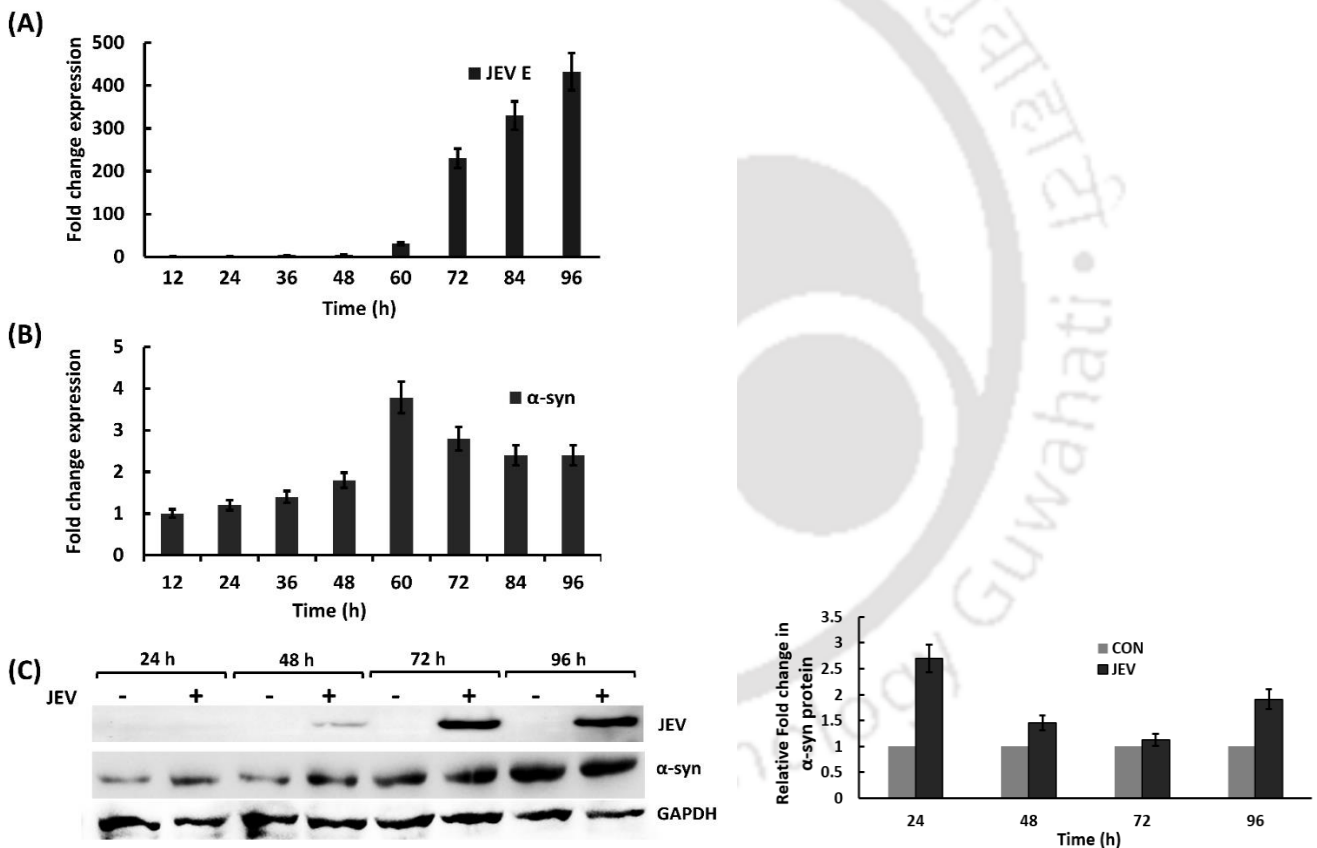 (A)
500
400
300
200
100
0
Fold change expression
JEV E
12 24 36 48 60 72 84 96
Time (h)
(B)
5
4
3
2
1
0
Fold change expression
α-syn
12 24 36 48 60 72 84 96
Time (h)
(C)
24 h 48 h 72 h 96 h
JEV - + - + - + - +
JEV
α-syn
GAPDH
3.5
3
2.5
2
1.5
1
0.5
0
Relative Fold change in
α-syn protein
CON
JEV
24 48 72 96
Time (h)
ology Guwahati
गुवाहाटी